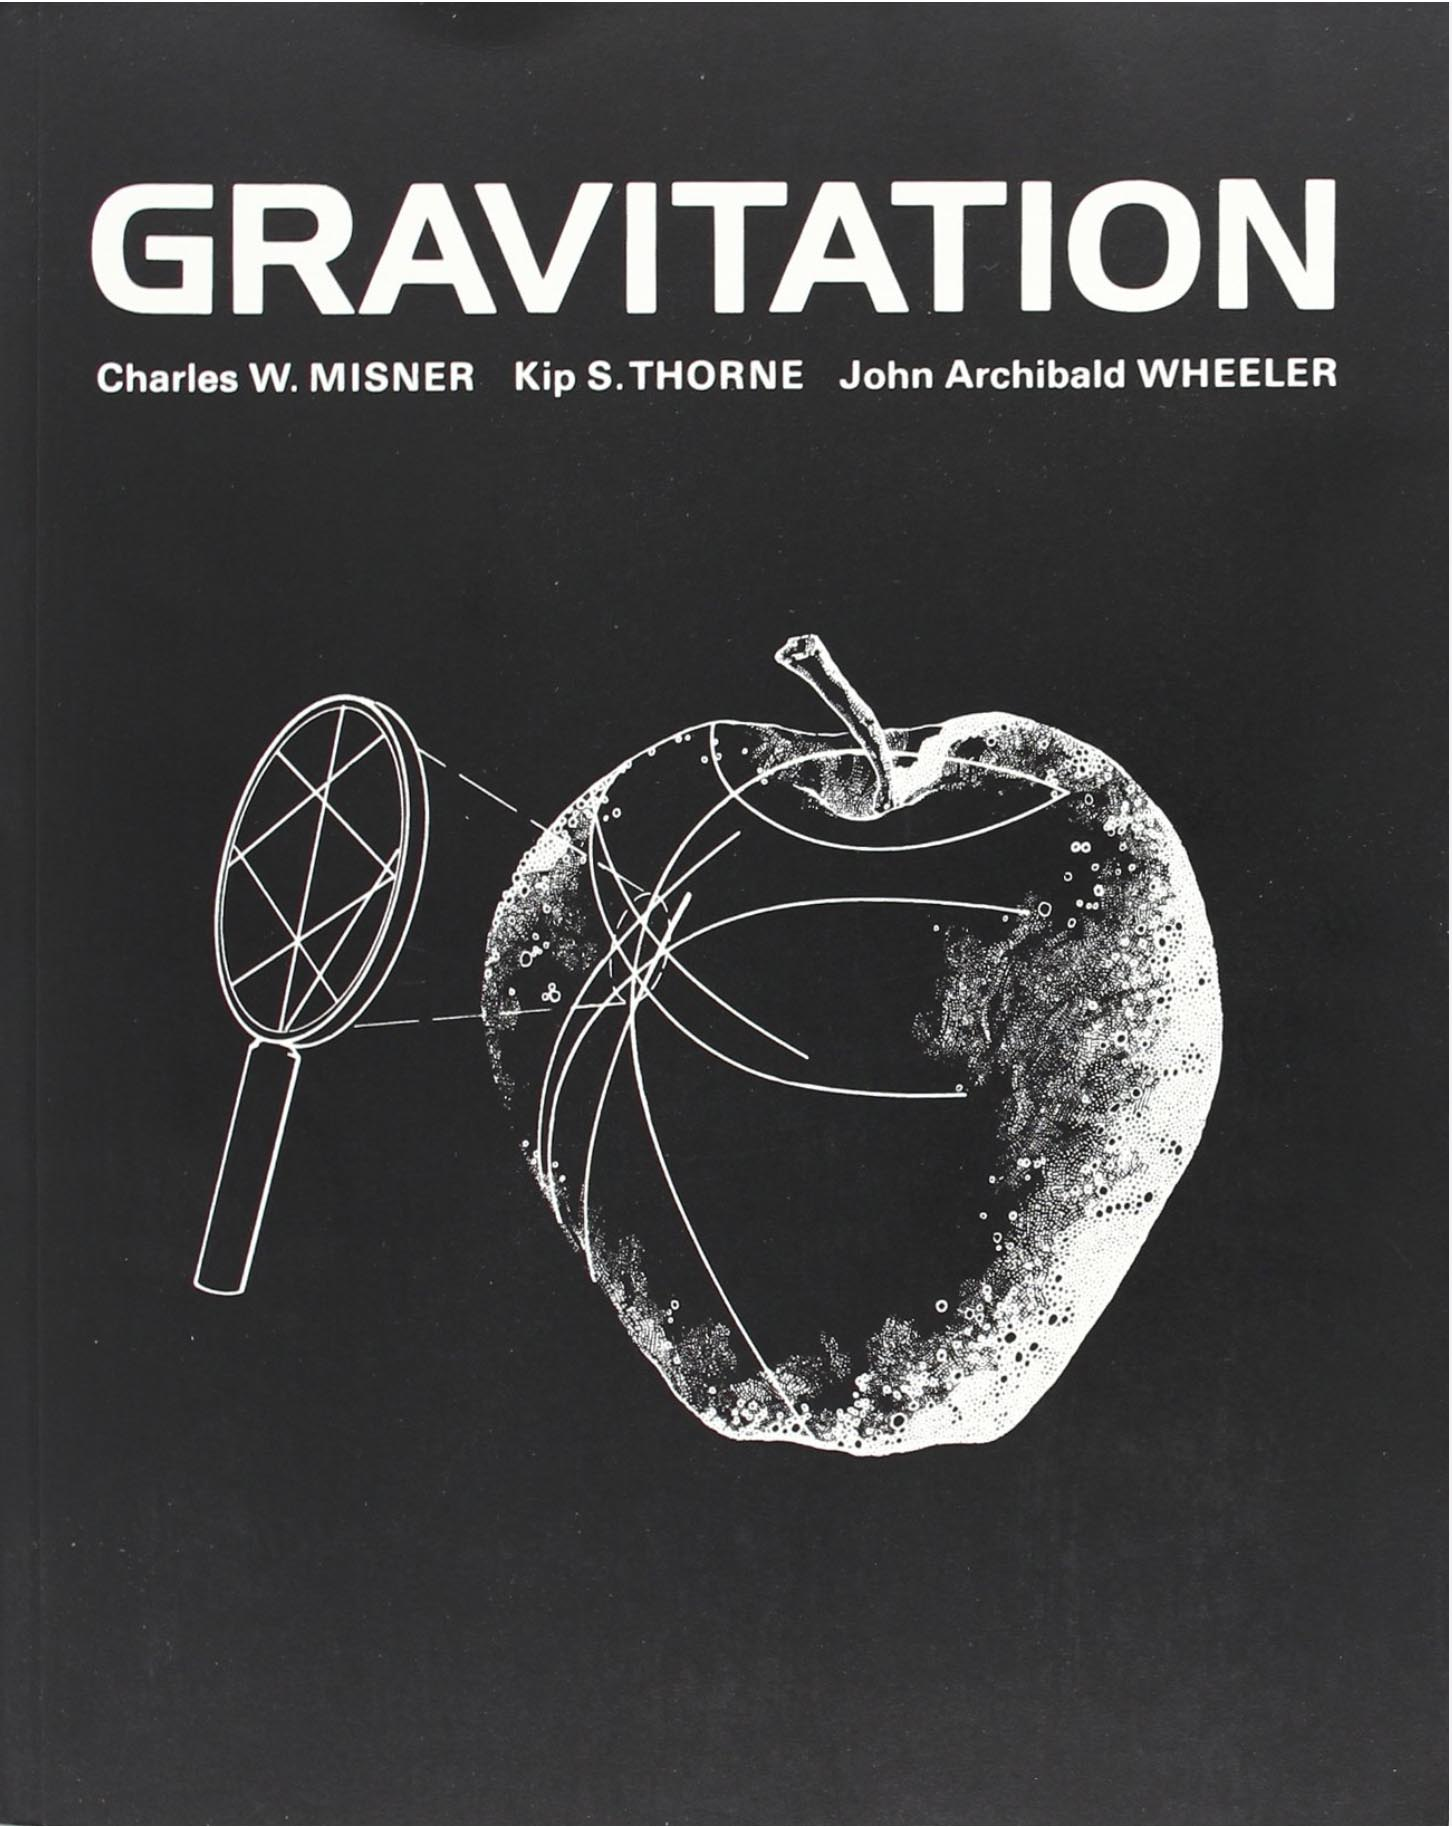 GRAVITATION
Charles W. MISNER Kip S. THORNE John Archibald WHEELER